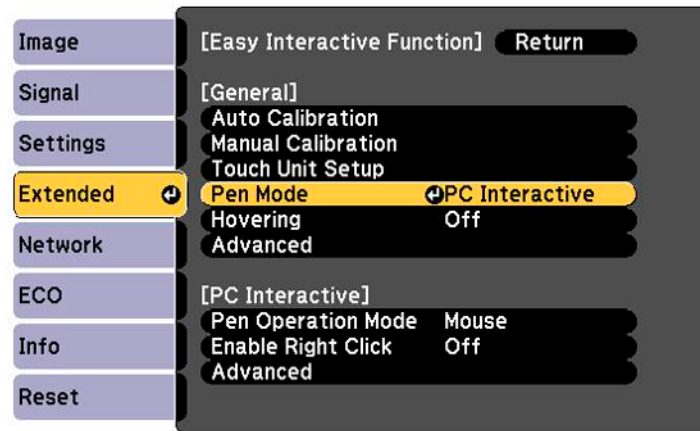 Image
Signal
Settings
Extended
Network
ECO
Info
Reset
[Easy Interactive Function] Return
[General]
Auto Calibration
Manual Calibration
Touch Unit Setup
Pen Mode PC Interactive
Hovering Off
Advanced
[PC Interactive]
Pen Operation Mode Mouse
Enable Right Click Off
Advanced